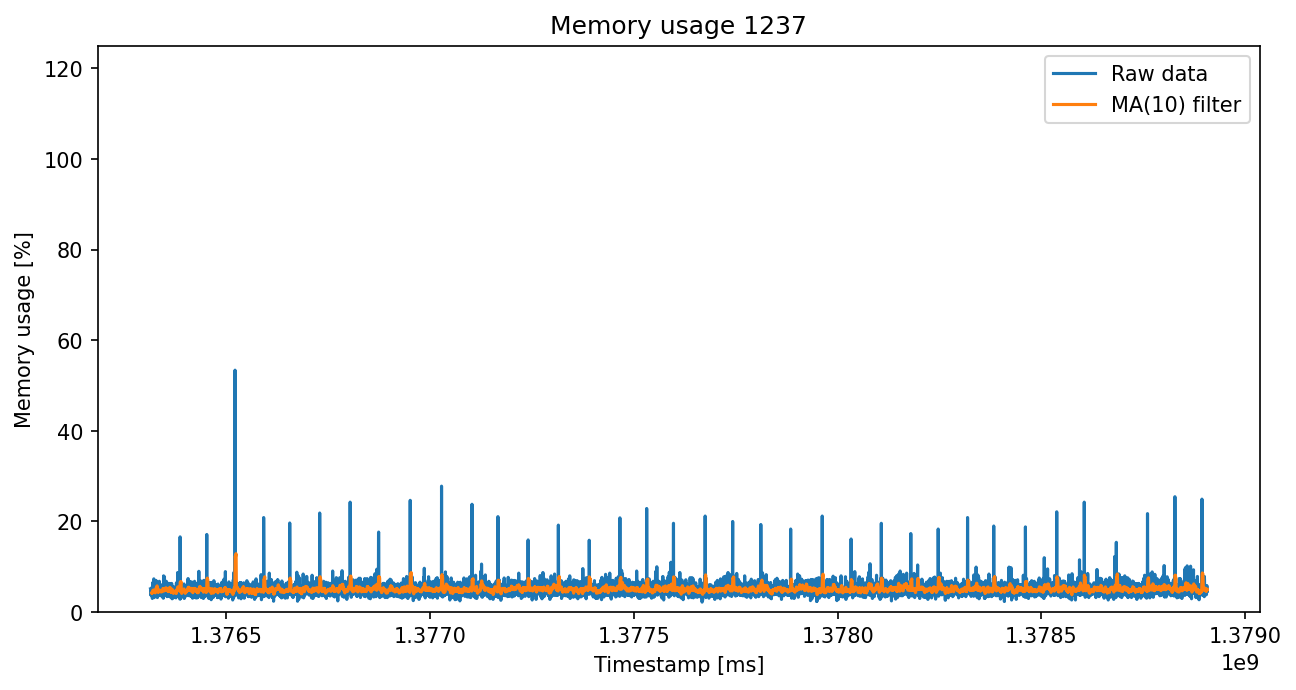 Memory usage 1237
Raw data
MA(10) filter
Memory usage [%]
120
100
80
60
40
20
0
1.3765 1.3770 1.3775 1.3780 1.3785 1.3790
Timestamp [ms]
1e9